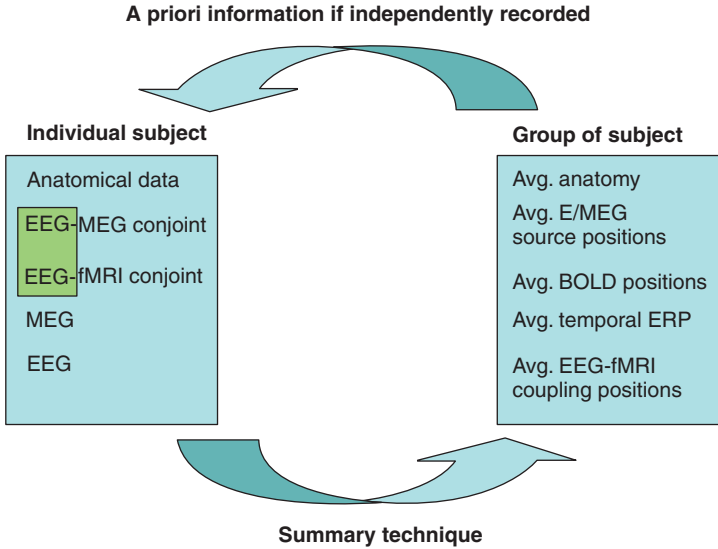 A priori information if independently recorded
Individual subject
Anatomical data
EEG-MEG conjoint
EEG-fMRI conjoint
MEG
EEG
Group of subject
Avg. anatomy
Avg. E/MEG
source positions
Avg. BOLD positions
Avg. temporal ERP
Avg. EEG-fMRI
coupling positions
Summary technique